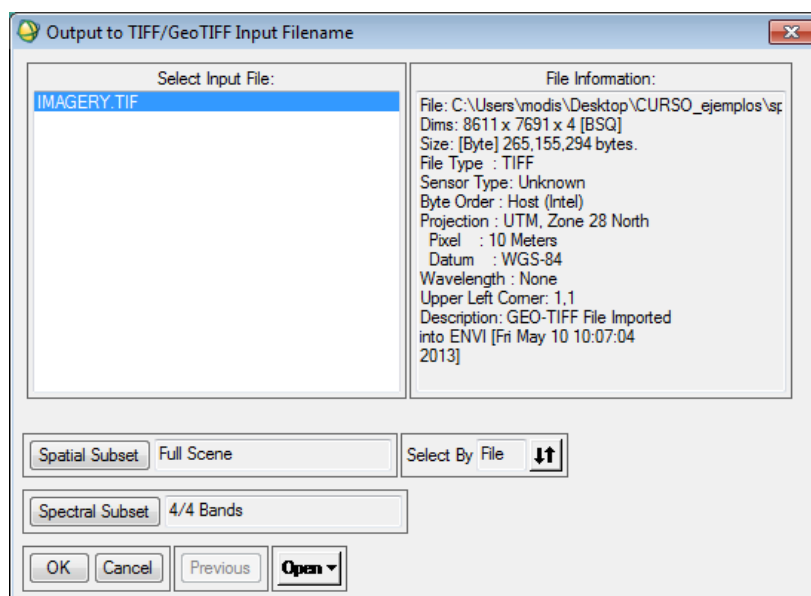 Output to TIFF/GeoTIFF Input Filename
Select Input File:
IMAGERY.TIF
File Information:
File: C:\Users\modis\Desktop\CURSO_ejemplos\sp
Dims: 8611 x 7691 x 4 [BSQ]
Size: [Byte] 265,155,294 bytes.
File Type : TIFF
Sensor Type: Unknown
Byte Order : Host (Intel)
Projection : UTM, Zone 28 North
Pixel : 10 Meters
Datum : WGS-84
Wavelength : None
Upper Left Corner: 1,1
Description: GEO-TIFF File Imported
into ENVI [Fri May 10 10:07:04
2013]
Spatial Subset Full Scene
Select By File
Spectral Subset 4/4 Bands
OK Cancel Previous Open